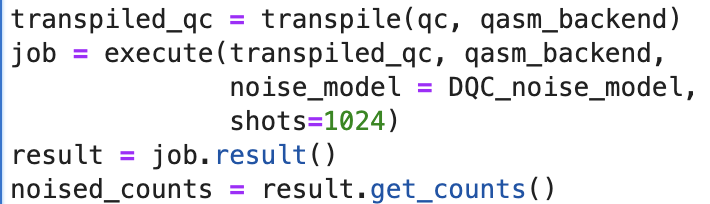 transpiled_qc = transpile(qc, qasm_backend)
job = execute(transpiled_qc, qasm_backend,
              noise_model = DQC_noise_model,
              shots=1024)
result = job.result()
noised_counts = result.get_counts()